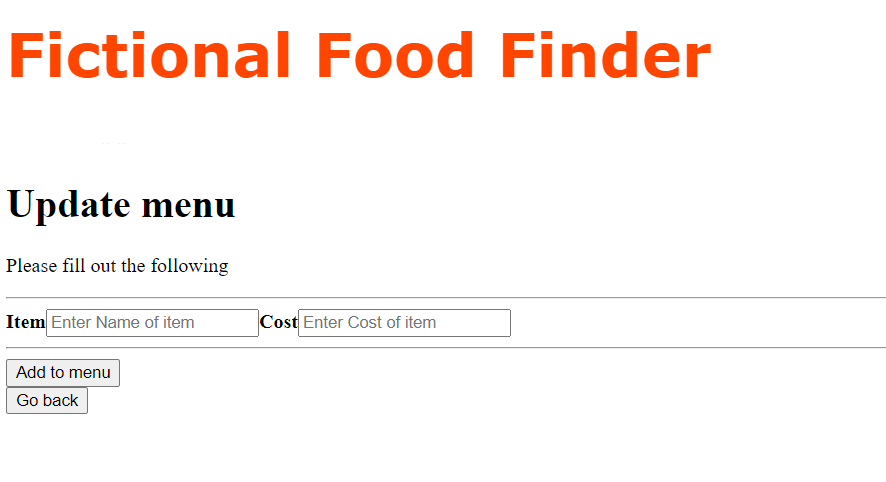 Fictional Food Finder
Update menu
Please fill out the following
Item Enter Name of item Cost Enter Cost of item
Add to menu
Go back